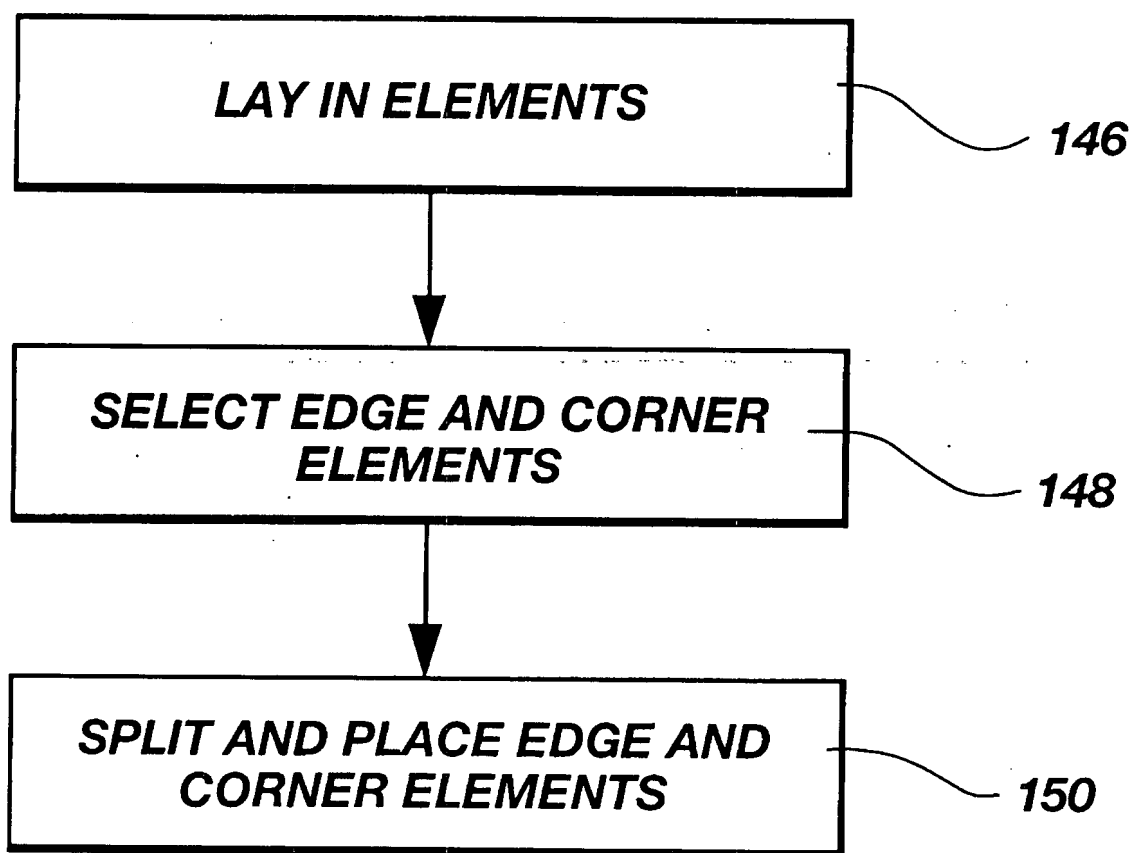 LAY IN ELEMENTS
146
SELECT EDGE AND CORNER
ELEMENTS
148
SPLIT AND PLACE EDGE AND
CORNER ELEMENTS
150